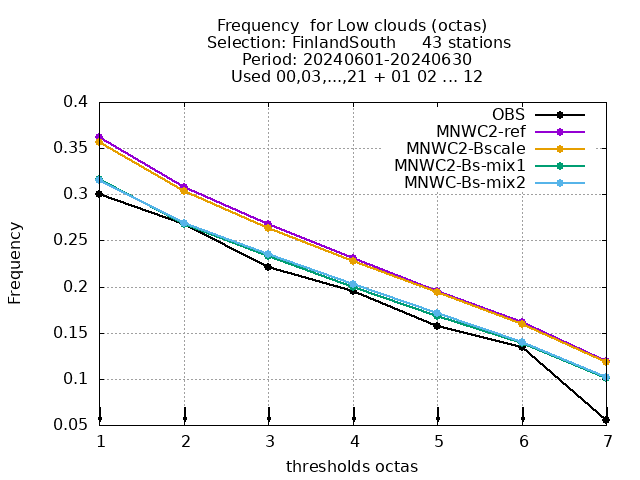 Frequency  for Low clouds (octas)
Selection: FinlandSouth     43 stations
Period: 20240601-20240630
Used 00,03,...,21 + 01 02 ... 12
OBS
MNWC2-ref
MNWC2-Bscale
MNWC2-Bs-mix1
MNWC-Bs-mix2
0.4
0.35
0.3
0.25
0.2
0.15
0.1
0.05
Frequency
1 2 3 4 5 6 7
thresholds octas